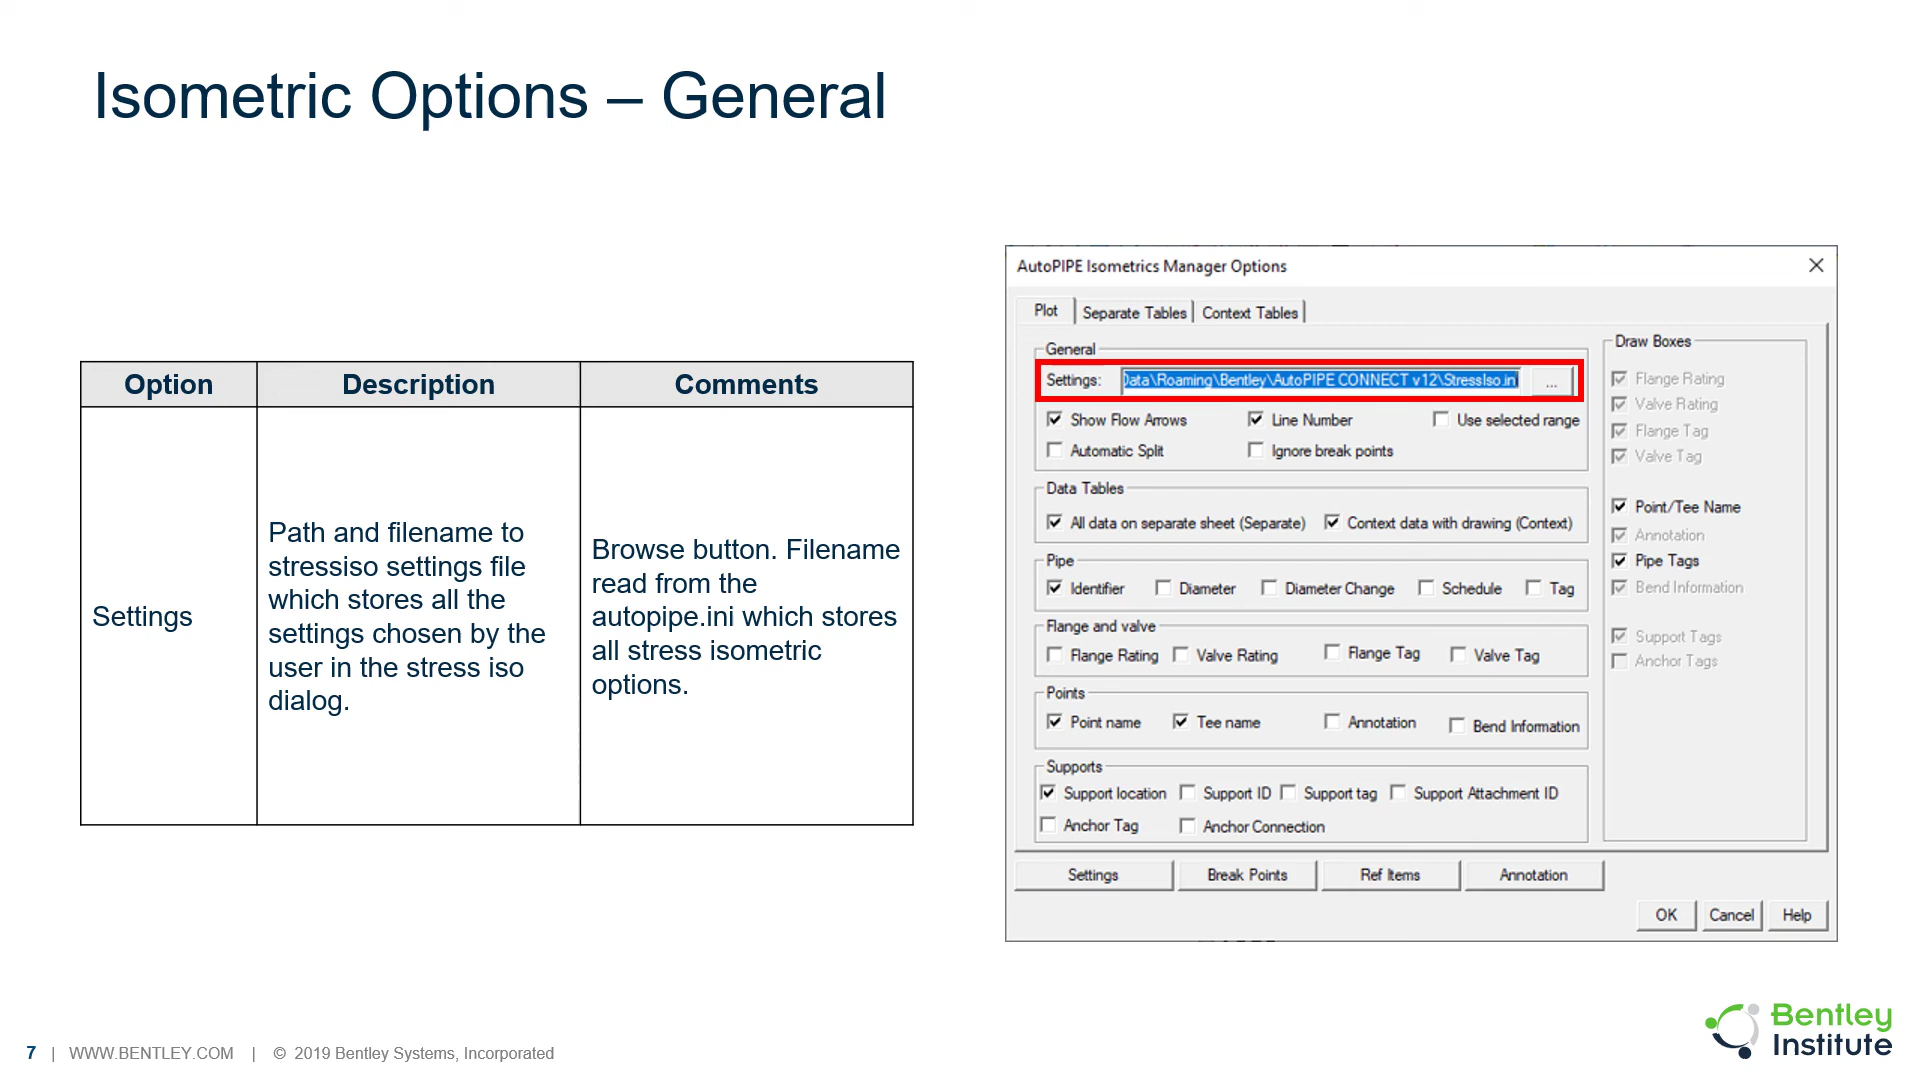 Isometric Options – General
Option Description Comments
Settings
Path and filename to
stressiso settings file
which stores all the
settings chosen by the
user in the stress iso
dialog.
Browse button. Filename
read from the
autopipe.ini which stores
all stress isometric
options.
AutoPIPE Isometrics Manager Options
Plot Separate Tables Context Tables
General
Settings: Data\Roaming\Bentley\AutoPIPE CONNECT v12\StressIso.ini ...
Show Flow Arrows Line Number Use selected range
Automatic Split Ignore break points
Data Tables
All data on separate sheet (Separate) Context data with drawing (Context)
Pipe
Identifier Diameter Diameter Change Schedule Tag
Flange and valve
Flange Rating Valve Rating Flange Tag Valve Tag
Points
Point name Tee name Annotation Bend Information
Supports
Support location Support ID Support tag Support Attachment ID
Anchor Tag Anchor Connection
Draw Boxes
Flange Rating
Valve Rating
Flange Tag
Valve Tag
Point/Tee Name
Annotation
Pipe Tags
Bend Information
Support Tags
Anchor Tags
Settings Break Points Ref Items Annotation
OK Cancel Help
7 | WWW.BENTLEY.COM | © 2019 Bentley Systems, Incorporated
Bentley
Institute